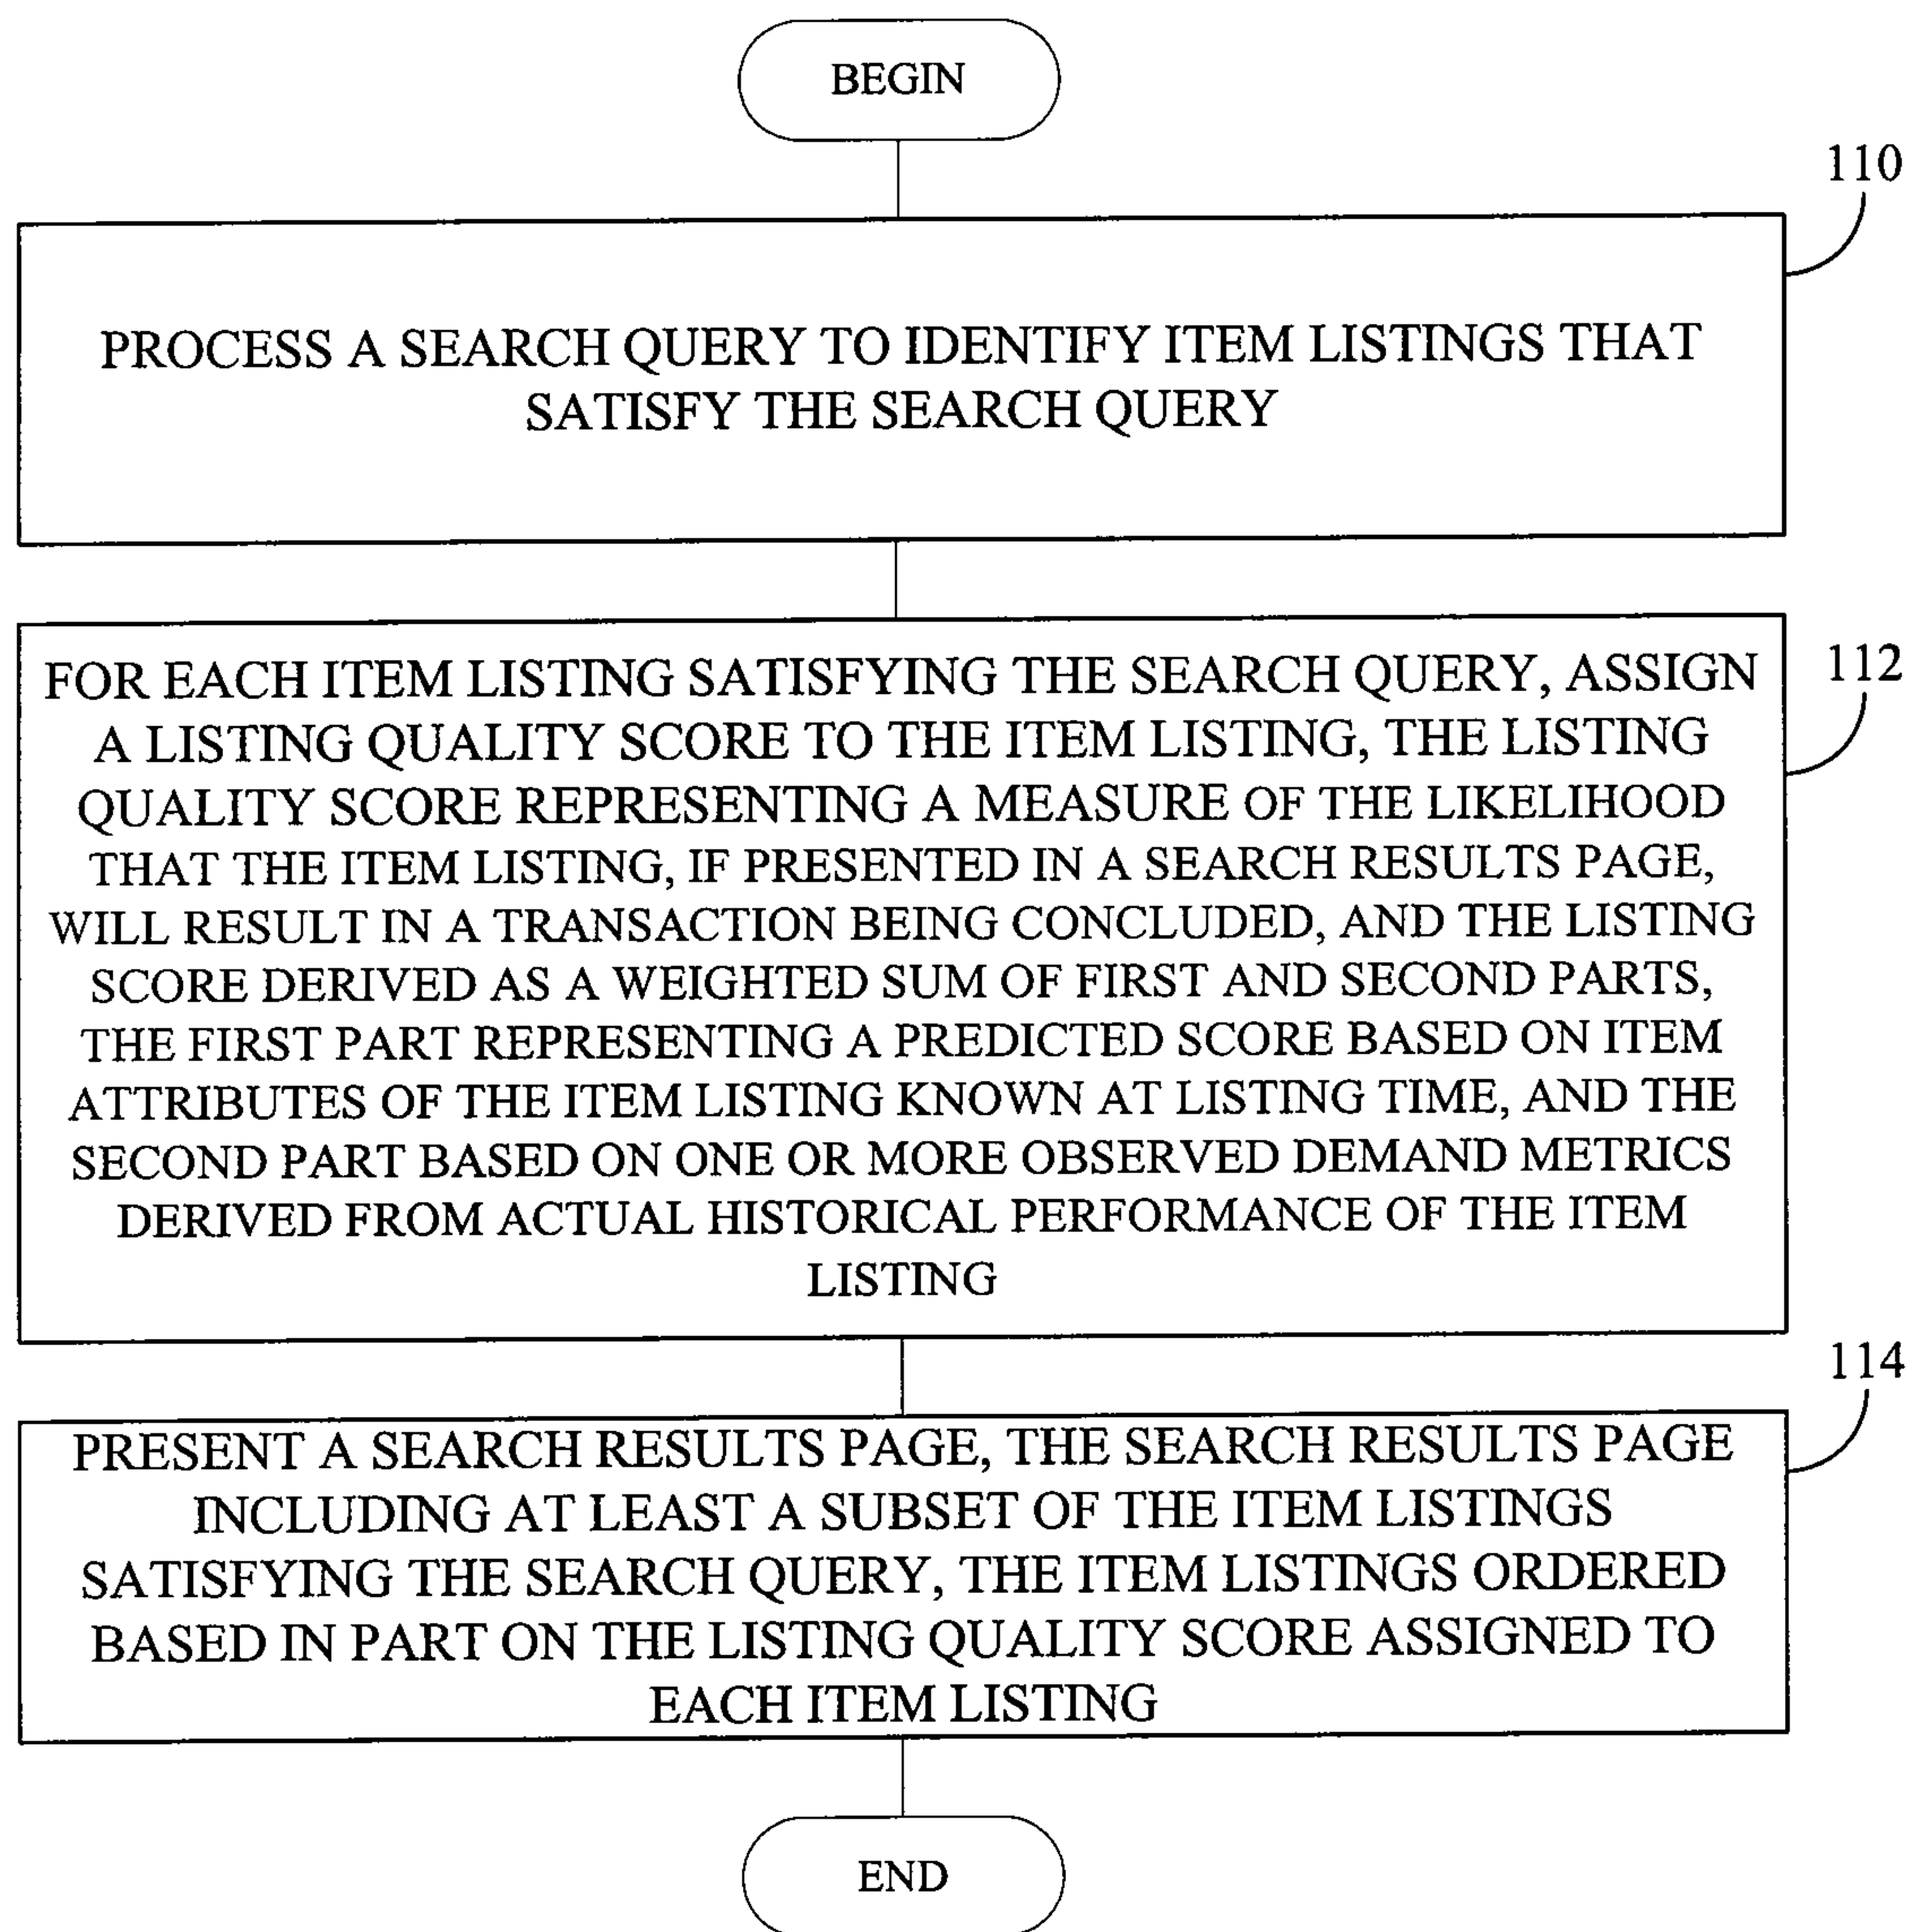 BEGIN
110
PROCESS A SEARCH QUERY TO IDENTIFY ITEM LISTINGS THAT
SATISFY THE SEARCH QUERY
112
FOR EACH ITEM LISTING SATISFYING THE SEARCH QUERY, ASSIGN
A LISTING QUALITY SCORE TO THE ITEM LISTING, THE LISTING
QUALITY SCORE REPRESENTING A MEASURE OF THE LIKELIHOOD
THAT THE ITEM LISTING, IF PRESENTED IN A SEARCH RESULTS PAGE,
WILL RESULT IN A TRANSACTION BEING CONCLUDED, AND THE LISTING
SCORE DERIVED AS A WEIGHTED SUM OF FIRST AND SECOND PARTS,
THE FIRST PART REPRESENTING A PREDICTED SCORE BASED ON ITEM
ATTRIBUTES OF THE ITEM LISTING KNOWN AT LISTING TIME, AND THE
SECOND PART BASED ON ONE OR MORE OBSERVED DEMAND METRICS
DERIVED FROM ACTUAL HISTORICAL PERFORMANCE OF THE ITEM
LISTING
114
PRESENT A SEARCH RESULTS PAGE, THE SEARCH RESULTS PAGE
INCLUDING AT LEAST A SUBSET OF THE ITEM LISTINGS
SATISFYING THE SEARCH QUERY, THE ITEM LISTINGS ORDERED
BASED IN PART ON THE LISTING QUALITY SCORE ASSIGNED TO
EACH ITEM LISTING
END